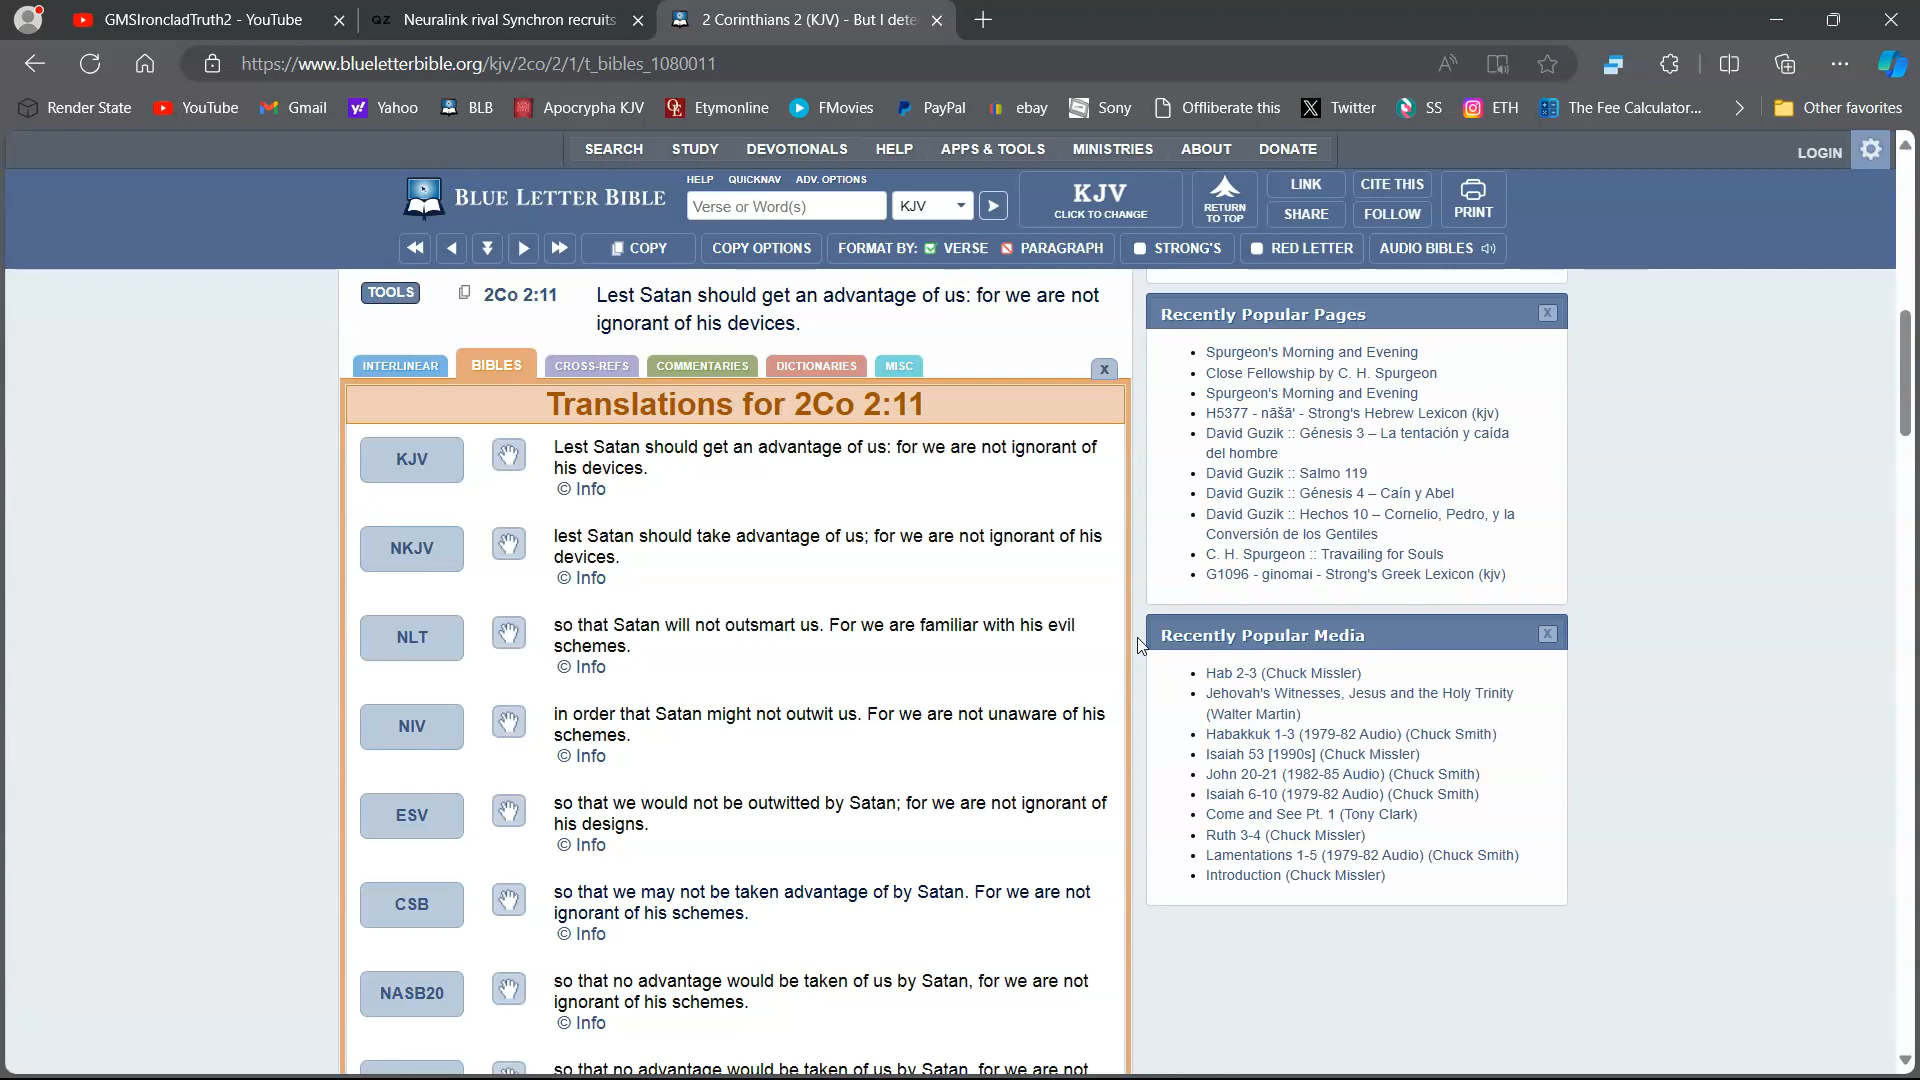 GMSIroncladTruth2 - YouTube
QZ Neuralink rival Synchron recruits
2 Corinthians 2 (KJV) - But I dete
https://www.blueletterbible.org/kjv/2co/2/1/t_bibles_1080011
Render State YouTube Gmail Yahoo BLB Apocrypha KJV Etymonline FMovies PayPal ebay Sony Offliberate this Twitter SS ETH The Fee Calculator... Other favorites
SEARCH STUDY DEVOTIONALS HELP APPS & TOOLS MINISTRIES ABOUT DONATE
LOGIN
BLUE LETTER BIBLE
HELP QUICKNAV ADV. OPTIONS
Verse or Word(s) KJV
KJV
CLICK TO CHANGE
RETURN
TO TOP
LINK CITE THIS
SHARE FOLLOW
PRINT
COPY COPY OPTIONS FORMAT BY: VERSE PARAGRAPH STRONG'S RED LETTER AUDIO BIBLES
TOOLS 2Co 2:11 Lest Satan should get an advantage of us: for we are not
ignorant of his devices.
INTERLINEAR BIBLES CROSS-REFS COMMENTARIES DICTIONARIES MISC X
Translations for 2Co 2:11
KJV Lest Satan should get an advantage of us: for we are not ignorant of
his devices.
© Info
NKJV lest Satan should take advantage of us; for we are not ignorant of his
devices.
© Info
NLT so that Satan will not outsmart us. For we are familiar with his evil
schemes.
© Info
NIV in order that Satan might not outwit us. For we are not unaware of his
schemes.
© Info
ESV so that we would not be outwitted by Satan; for we are not ignorant of
his designs.
© Info
CSB so that we may not be taken advantage of by Satan. For we are not
ignorant of his schemes.
© Info
NASB20 so that no advantage would be taken of us by Satan, for we are not
ignorant of his schemes.
© Info
so that no advantage would be taken of us by Satan, for we are not
Recently Popular Pages X
• Spurgeon's Morning and Evening
• Close Fellowship by C. H. Spurgeon
• Spurgeon's Morning and Evening
• H5377 - nāšā' - Strong's Hebrew Lexicon (kjv)
• David Guzik :: Génesis 3 – La tentación y caída
del hombre
• David Guzik :: Salmo 119
• David Guzik :: Génesis 4 – Caín y Abel
• David Guzik :: Hechos 10 – Cornelio, Pedro, y la
Conversión de los Gentiles
• C. H. Spurgeon :: Travailing for Souls
• G1096 - ginomai - Strong's Greek Lexicon (kjv)
Recently Popular Media X
• Hab 2-3 (Chuck Missler)
• Jehovah's Witnesses, Jesus and the Holy Trinity
(Walter Martin)
• Habakkuk 1-3 (1979-82 Audio) (Chuck Smith)
• Isaiah 53 [1990s] (Chuck Missler)
• John 20-21 (1982-85 Audio) (Chuck Smith)
• Isaiah 6-10 (1979-82 Audio) (Chuck Smith)
• Come and See Pt. 1 (Tony Clark)
• Ruth 3-4 (Chuck Missler)
• Lamentations 1-5 (1979-82 Audio) (Chuck Smith)
• Introduction (Chuck Missler)